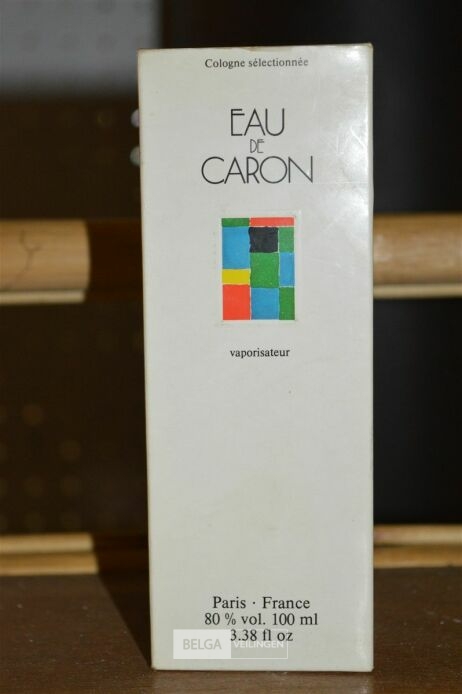 Cologne sélectionnée
EAU
DE
CARON
vaporisateur
Paris · France
80 % vol. 100 ml
3.38 fl oz
BELGA VEILINGEN